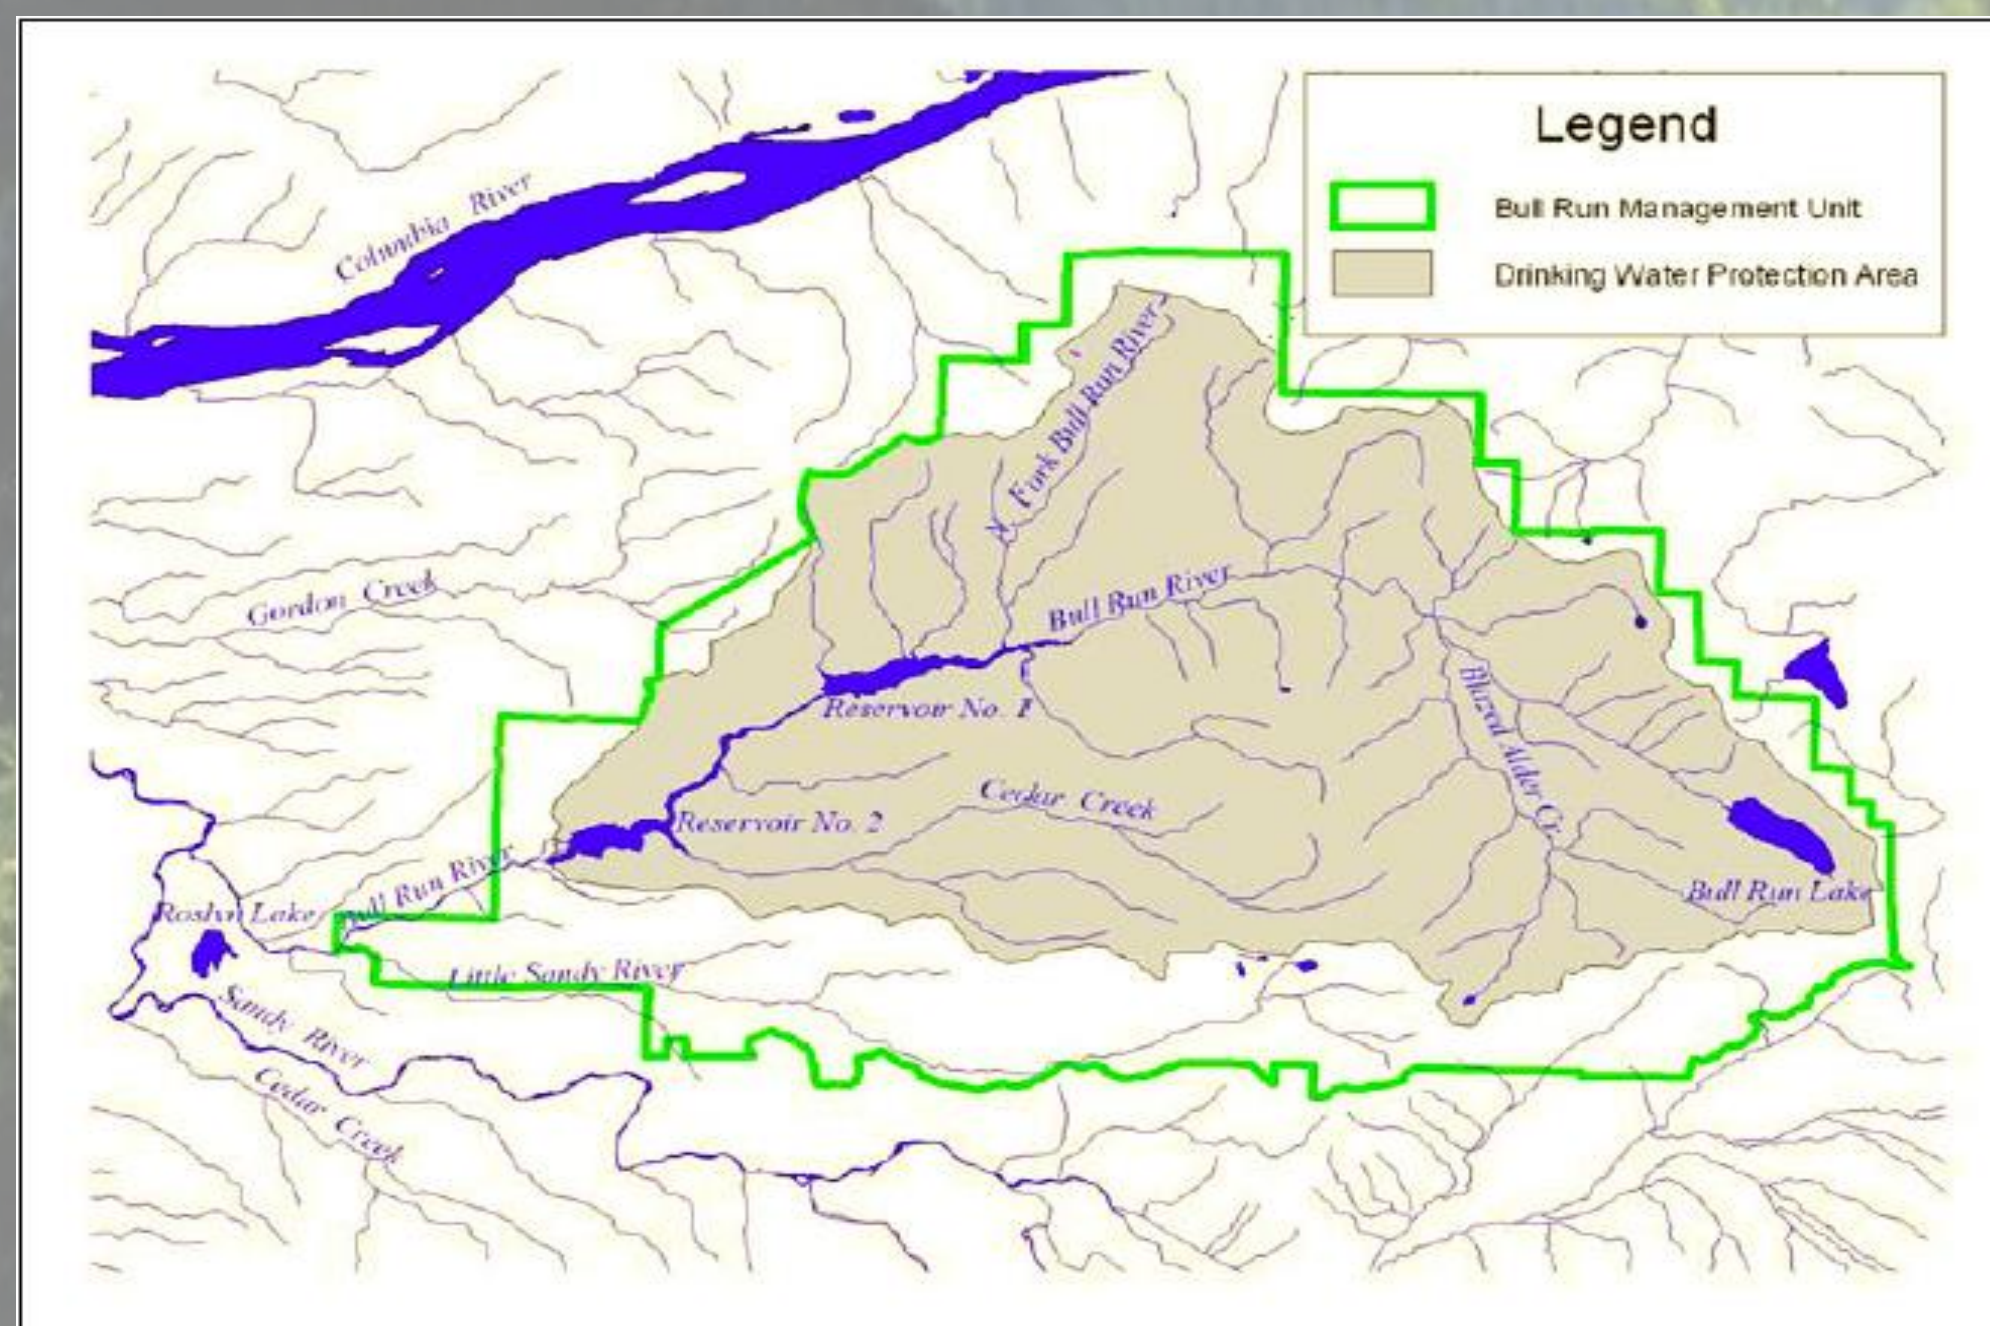 Legend
Bull Run Management Unit
Drinking Water Protection Area
Columbia River
Fork Bull Run River
Gordon Creek
Bull Run River
Reservoir No. 1
Blazed Alder Cr.
Cedar Creek
Reservoir No. 2
Bull Run River
Bull Run Lake
Roslyn Lake
Little Sandy River
Sandy River
Cedar Creek